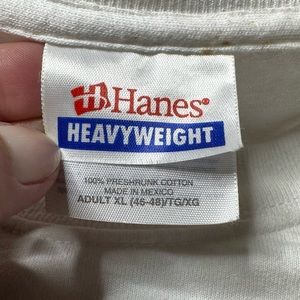 Hanes®
HEAVYWEIGHT
100% PRESHRUNK COTTON
MADE IN MEXICO
ADULT XL (46-48)/TG/XG